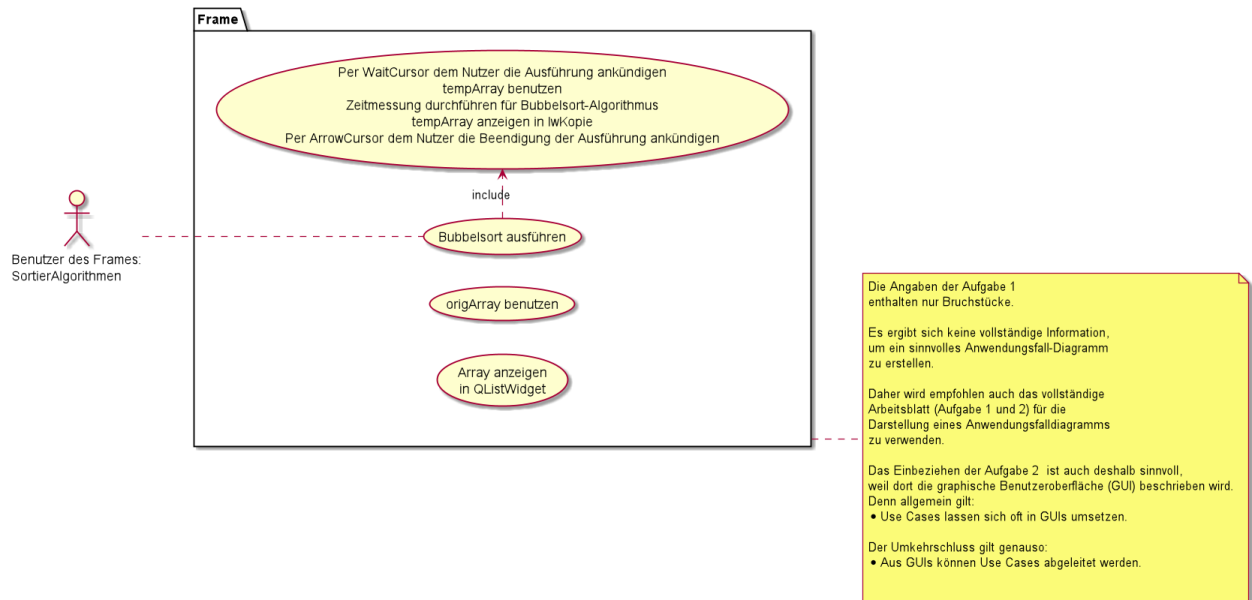 Frame
Per WaitCursor dem Nutzer die Ausführung ankündigen
tempArray benutzen
Zeitmessung durchführen für Bubbelsort-Algorithmus
tempArray anzeigen in lwKopie
Per ArrowCursor dem Nutzer die Beendigung der Ausführung ankündigen
include
Bubbelsort ausführen
Benutzer des Frames:
SortierAlgorithmen
origArray benutzen
Array anzeigen
in QListWidget
Die Angaben der Aufgabe 1
enthalten nur Bruchstücke.
Es ergibt sich keine vollständige Information,
um ein sinnvolles Anwendungsfall-Diagramm
zu erstellen.
Daher wird empfohlen auch das vollständige
Arbeitsblatt (Aufgabe 1 und 2) für die
Darstellung eines Anwendungsfalldiagramms
zu verwenden.
Das Einbeziehen der Aufgabe 2 ist auch deshalb sinnvoll,
weil dort die graphische Benutzeroberfläche (GUI) beschrieben wird.
Denn allgemein gilt:
• Use Cases lassen sich oft in GUIs umsetzen.
Der Umkehrschluss gilt genauso:
• Aus GUIs können Use Cases abgeleitet werden.